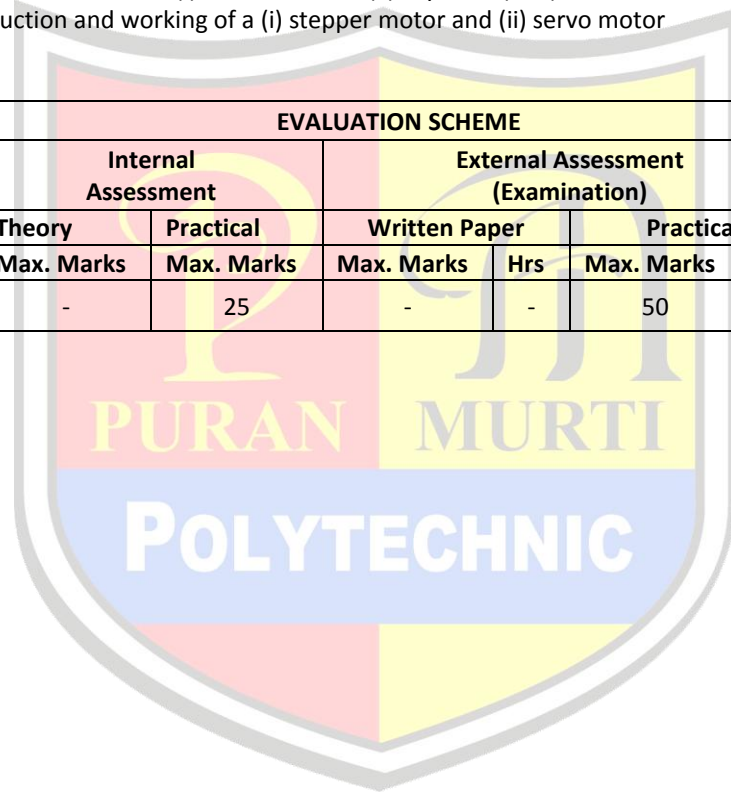 uction and working of a (i) stepper motor and (ii) servo motor
EVALUATION SCHEME
Internal Assessment
External Assessment (Examination)
Theory
Practical
Written Paper
Practica
Max. Marks
Max. Marks
Max. Marks
Hrs
Max. Marks
-
25
-
-
50
PURAN MURTI
POLYTECHNIC